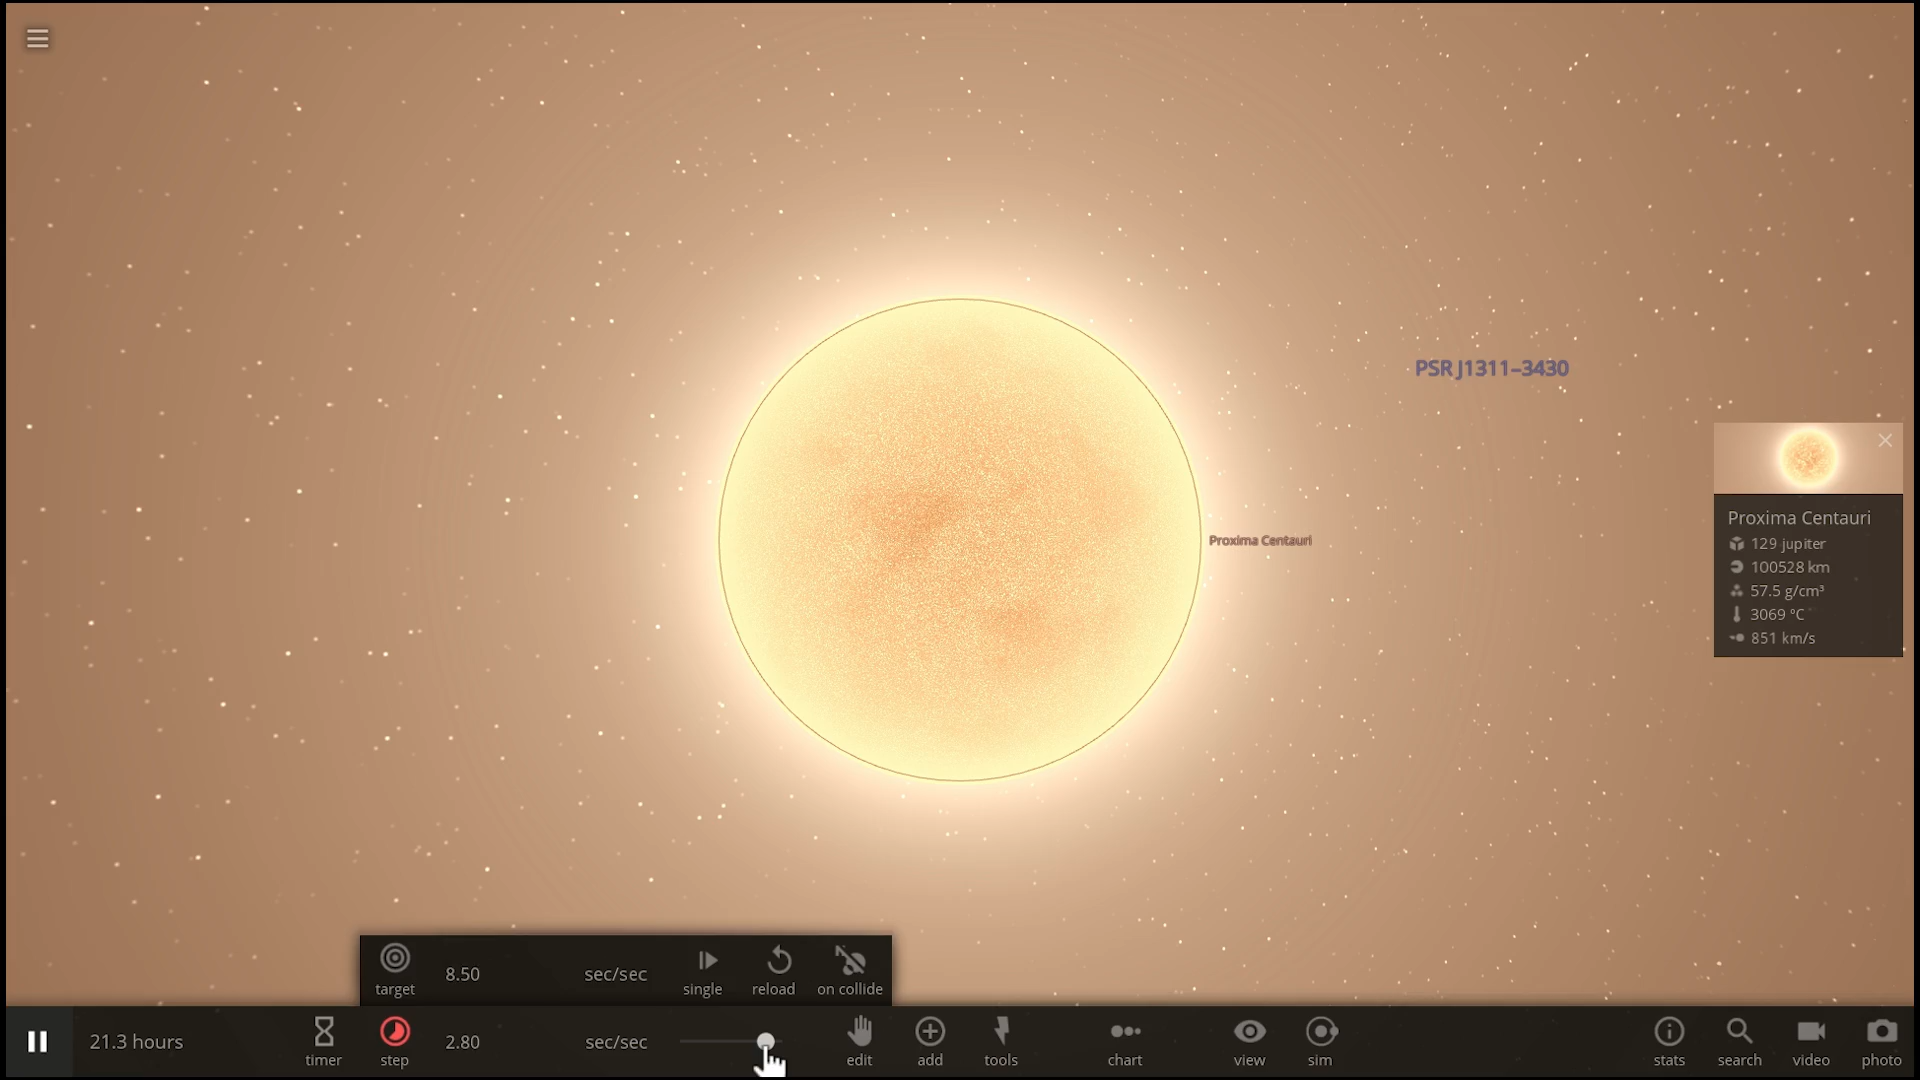 PSR J1311–3430
Proxima Centauri
Proxima Centauri
129 jupiter
100528 km
57.5 g/cm³
3069 °C
851 km/s
target
8.50
sec/sec
single
reload
on collide
21.3 hours
timer
step
2.80
sec/sec
edit
add
tools
chart
view
sim
stats
search
video
photo